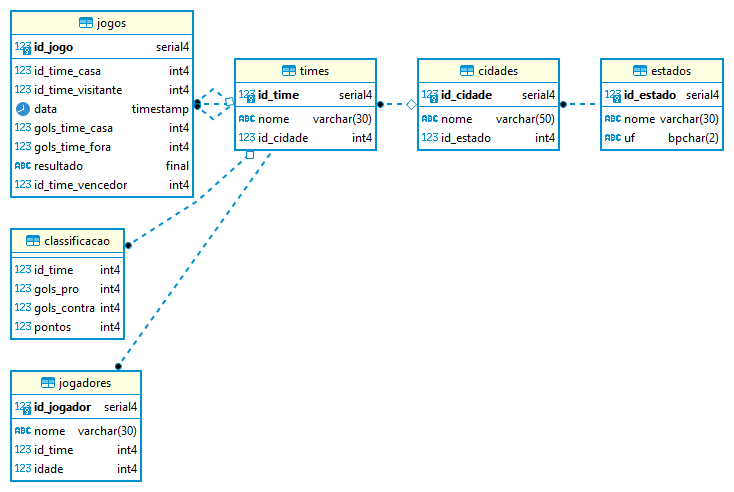 jogos
123 id_jogo serial4
123 id_time_casa int4
123 id_time_visitante int4
data timestamp
123 gols_time_casa int4
123 gols_time_fora int4
ABC resultado final
123 id_time_vencedor int4
times
123 id_time serial4
ABC nome varchar(30)
123 id_cidade int4
cidades
123 id_cidade serial4
ABC nome varchar(50)
123 id_estado int4
estados
123 id_estado serial4
ABC nome varchar(30)
ABC uf bpchar(2)
classificacao
123 id_time int4
123 gols_pro int4
123 gols_contra int4
123 pontos int4
jogadores
123 id_jogador serial4
ABC nome varchar(30)
123 id_time int4
123 idade int4